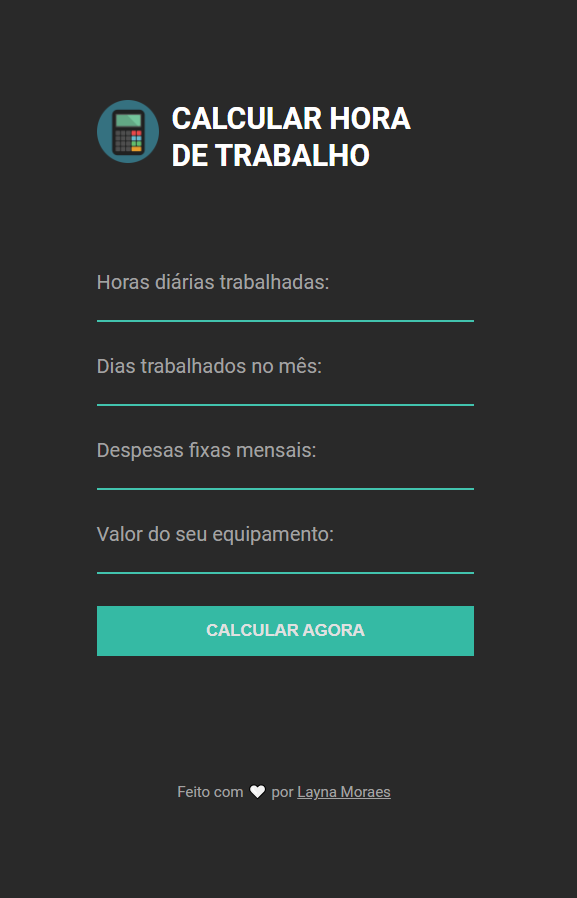 CALCULAR HORA
DE TRABALHO
Horas diárias trabalhadas:
Dias trabalhados no mês:
Despesas fixas mensais:
Valor do seu equipamento:
CALCULAR AGORA
Feito com 🤍 por Layna Moraes